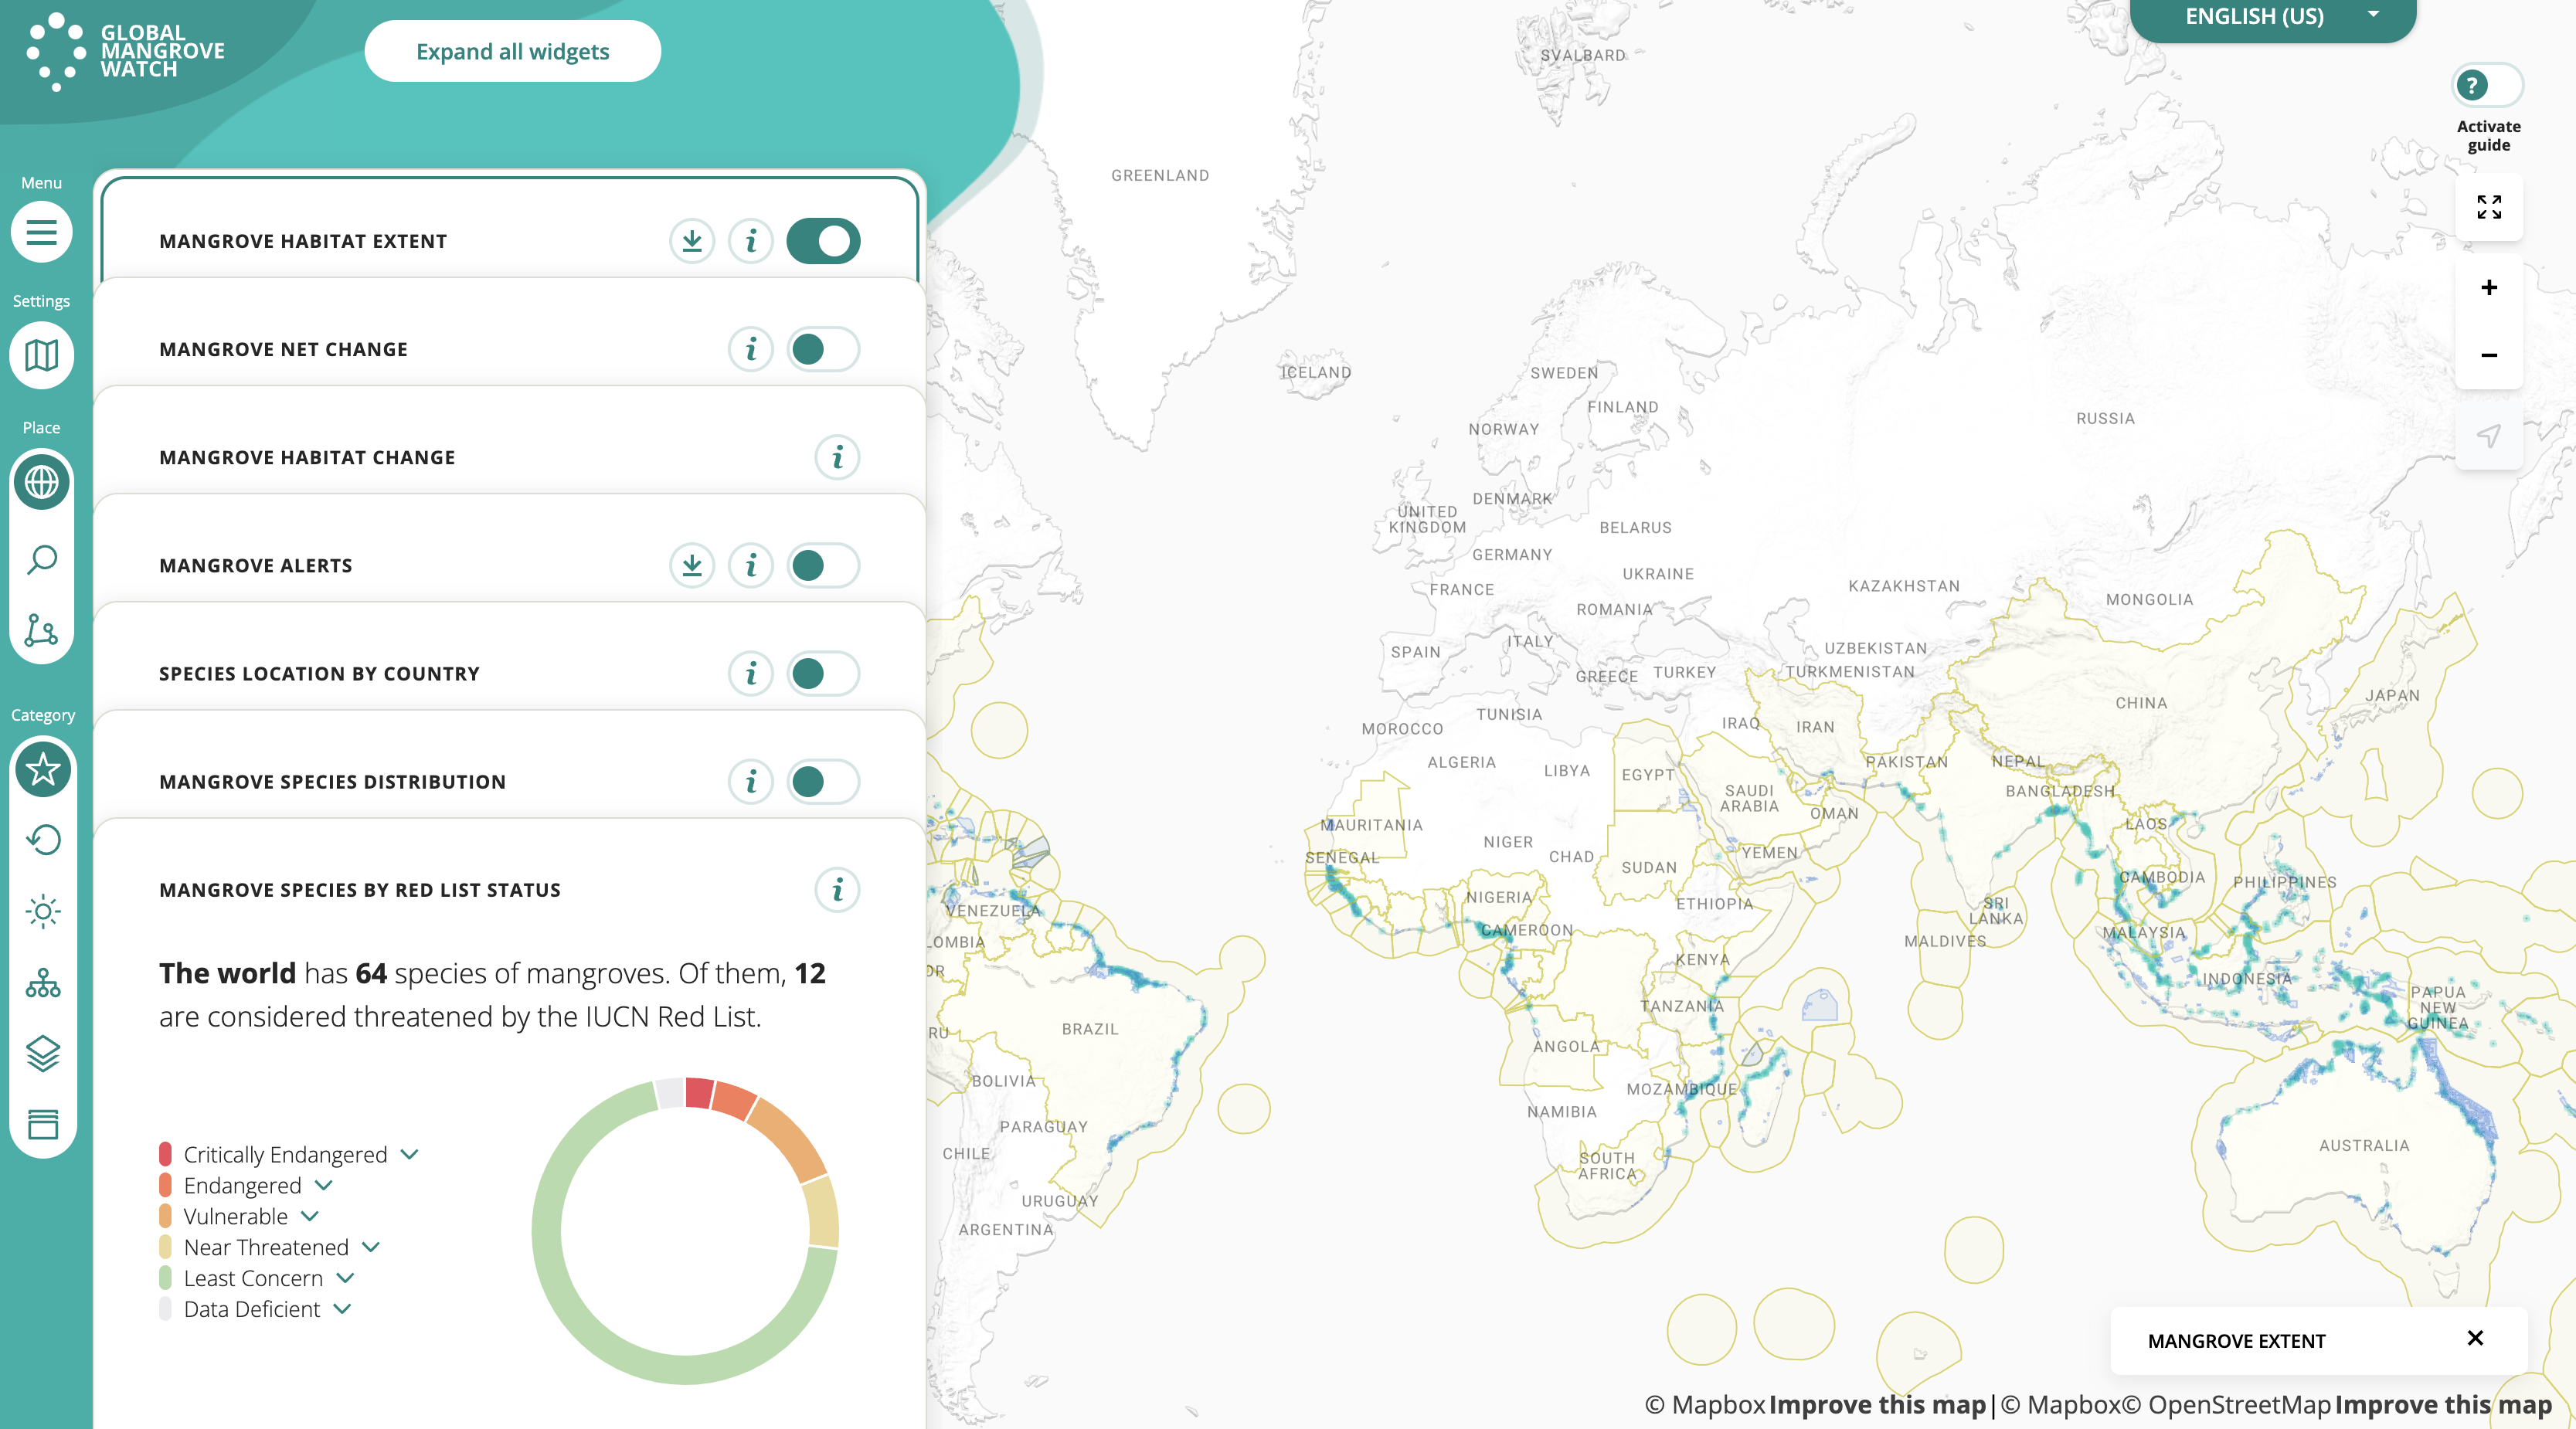 GLOBAL
MANGROVE
WATCH
Expand all widgets
ENGLISH (US)
?
Activate
guide
Menu
Settings
Place
Category
MANGROVE HABITAT EXTENT
MANGROVE NET CHANGE
MANGROVE HABITAT CHANGE
MANGROVE ALERTS
SPECIES LOCATION BY COUNTRY
MANGROVE SPECIES DISTRIBUTION
MANGROVE SPECIES BY RED LIST STATUS
The world has 64 species of mangroves. Of them, 12
are considered threatened by the IUCN Red List.
Critically Endangered
Endangered
Vulnerable
Near Threatened
Least Concern
Data Deficient
SVALBARD
GREENLAND
ICELAND
SWEDEN
FINLAND
NORWAY
RUSSIA
DENMARK
UNITED
KINGDOM
BELARUS
GERMANY
UKRAINE
FRANCE
KAZAKHSTAN
MONGOLIA
ROMANIA
ITALY
SPAIN
UZBEKISTAN
GREECE
TURKEY
TURKMENISTAN
JAPAN
CHINA
TUNISIA
MOROCCO
IRAQ
IRAN
ALGERIA
LIBYA
EGYPT
PAKISTAN
NEPAL
SAUDI
ARABIA
BANGLADESH
OMAN
MAURITANIA
LAOS
NIGER
SENEGAL
CHAD
SUDAN
YEMEN
CAMBODIA
PHILIPPINES
NIGERIA
ETHIOPIA
SRI
LANKA
VENEZUELA
CAMEROON
MALAYSIA
LOMBIA
MALDIVES
KENYA
DR
INDONESIA
TANZANIA
PAPUA
NEW
GUINEA
BRAZIL
RU
ANGOLA
BOLIVIA
MOZAMBIQUE
NAMIBIA
PARAGUAY
AUSTRALIA
CHILE
SOUTH
AFRICA
URUGUAY
ARGENTINA
MANGROVE EXTENT
© Mapbox Improve this map | © Mapbox © OpenStreetMap Improve this map